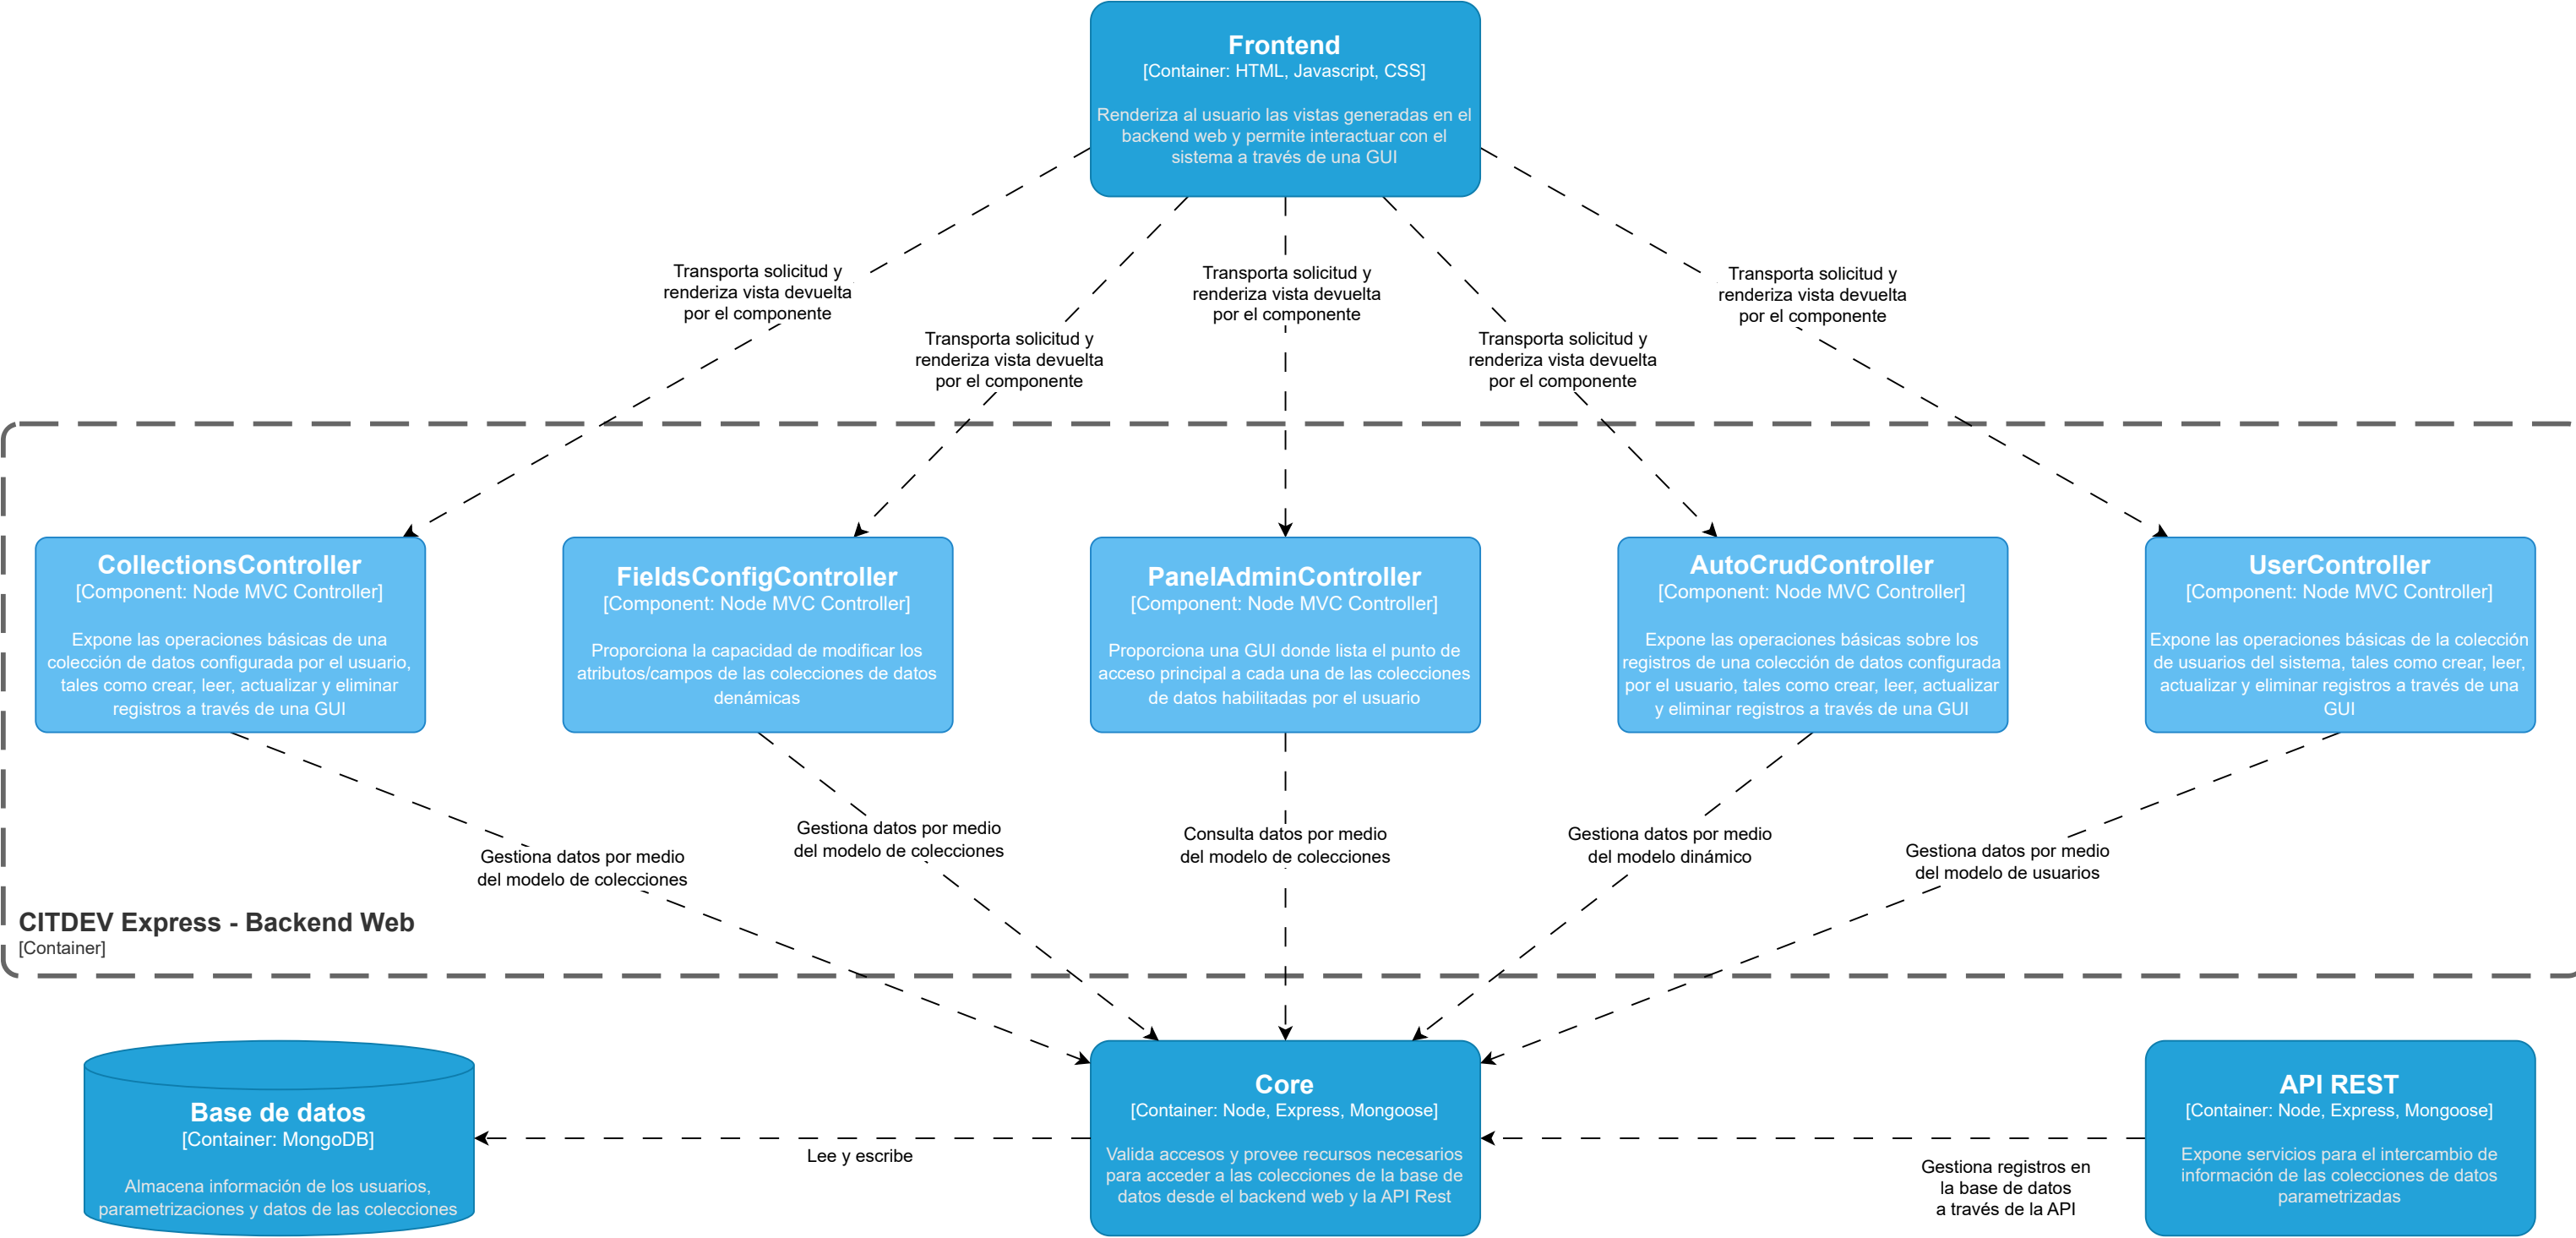 Frontend
[Container: HTML, Javascript, CSS]
Renderiza al usuario las vistas generadas en el
backend web y permite interactuar con el
sistema a través de una GUI
Transporta solicitud y
renderiza vista devuelta
por el componente
Transporta solicitud y
renderiza vista devuelta
por el componente
Transporta solicitud y
renderiza vista devuelta
por el componente
Transporta solicitud y
renderiza vista devuelta
por el componente
Transporta solicitud y
renderiza vista devuelta
por el componente
CollectionsController
[Component: Node MVC Controller]
Expone las operaciones básicas de una
colección de datos configurada por el usuario,
tales como crear, leer, actualizar y eliminar
registros a través de una GUI
FieldsConfigController
[Component: Node MVC Controller]
Proporciona la capacidad de modificar los
atributos/campos de las colecciones de datos
denámicas
PanelAdminController
[Component: Node MVC Controller]
Proporciona una GUI donde lista el punto de
acceso principal a cada una de las colecciones
de datos habilitadas por el usuario
AutoCrudController
[Component: Node MVC Controller]
Expone las operaciones básicas sobre los
registros de una colección de datos configurada
por el usuario, tales como crear, leer, actualizar
y eliminar registros a través de una GUI
UserController
[Component: Node MVC Controller]
Expone las operaciones básicas de la colección
de usuarios del sistema, tales como crear, leer,
actualizar y eliminar registros a través de una
GUI
Gestiona datos por medio
del modelo de colecciones
Gestiona datos por medio
del modelo de colecciones
Consulta datos por medio
del modelo de colecciones
Gestiona datos por medio
del modelo dinámico
Gestiona datos por medio
del modelo de usuarios
CITDEV Express - Backend Web
[Container]
Base de datos
[Container: MongoDB]
Almacena información de los usuarios,
parametrizaciones y datos de las colecciones
Lee y escribe
Core
[Container: Node, Express, Mongoose]
Valida accesos y provee recursos necesarios
para acceder a las colecciones de la base de
datos desde el backend web y la API Rest
Gestiona registros en
la base de datos
a través de la API
API REST
[Container: Node, Express, Mongoose]
Expone servicios para el intercambio de
información de las colecciones de datos
parametrizadas